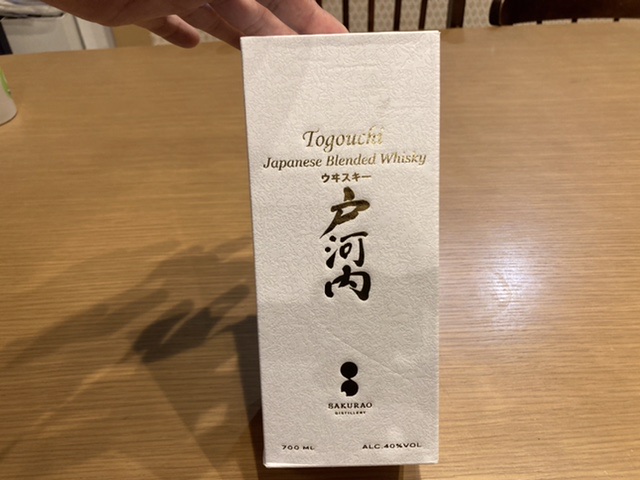 Togouchi
Japanese Blended Whisky
ウヰスキー
戸河内
SAKURAO
DISTILLERY
700 ML ALC.40%VOL